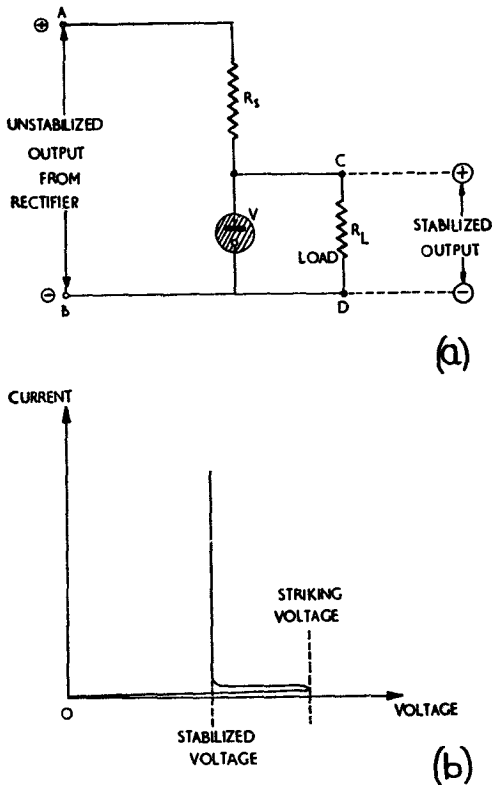 A
⊕
R_s
UNSTABILIZED
OUTPUT
FROM
RECTIFIER
C
⊕
V
R_L
LOAD
STABILIZED
OUTPUT
⊖
B
D
⊖
(a)
CURRENT
STRIKING
VOLTAGE
O
VOLTAGE
STABILIZED
VOLTAGE
(b)